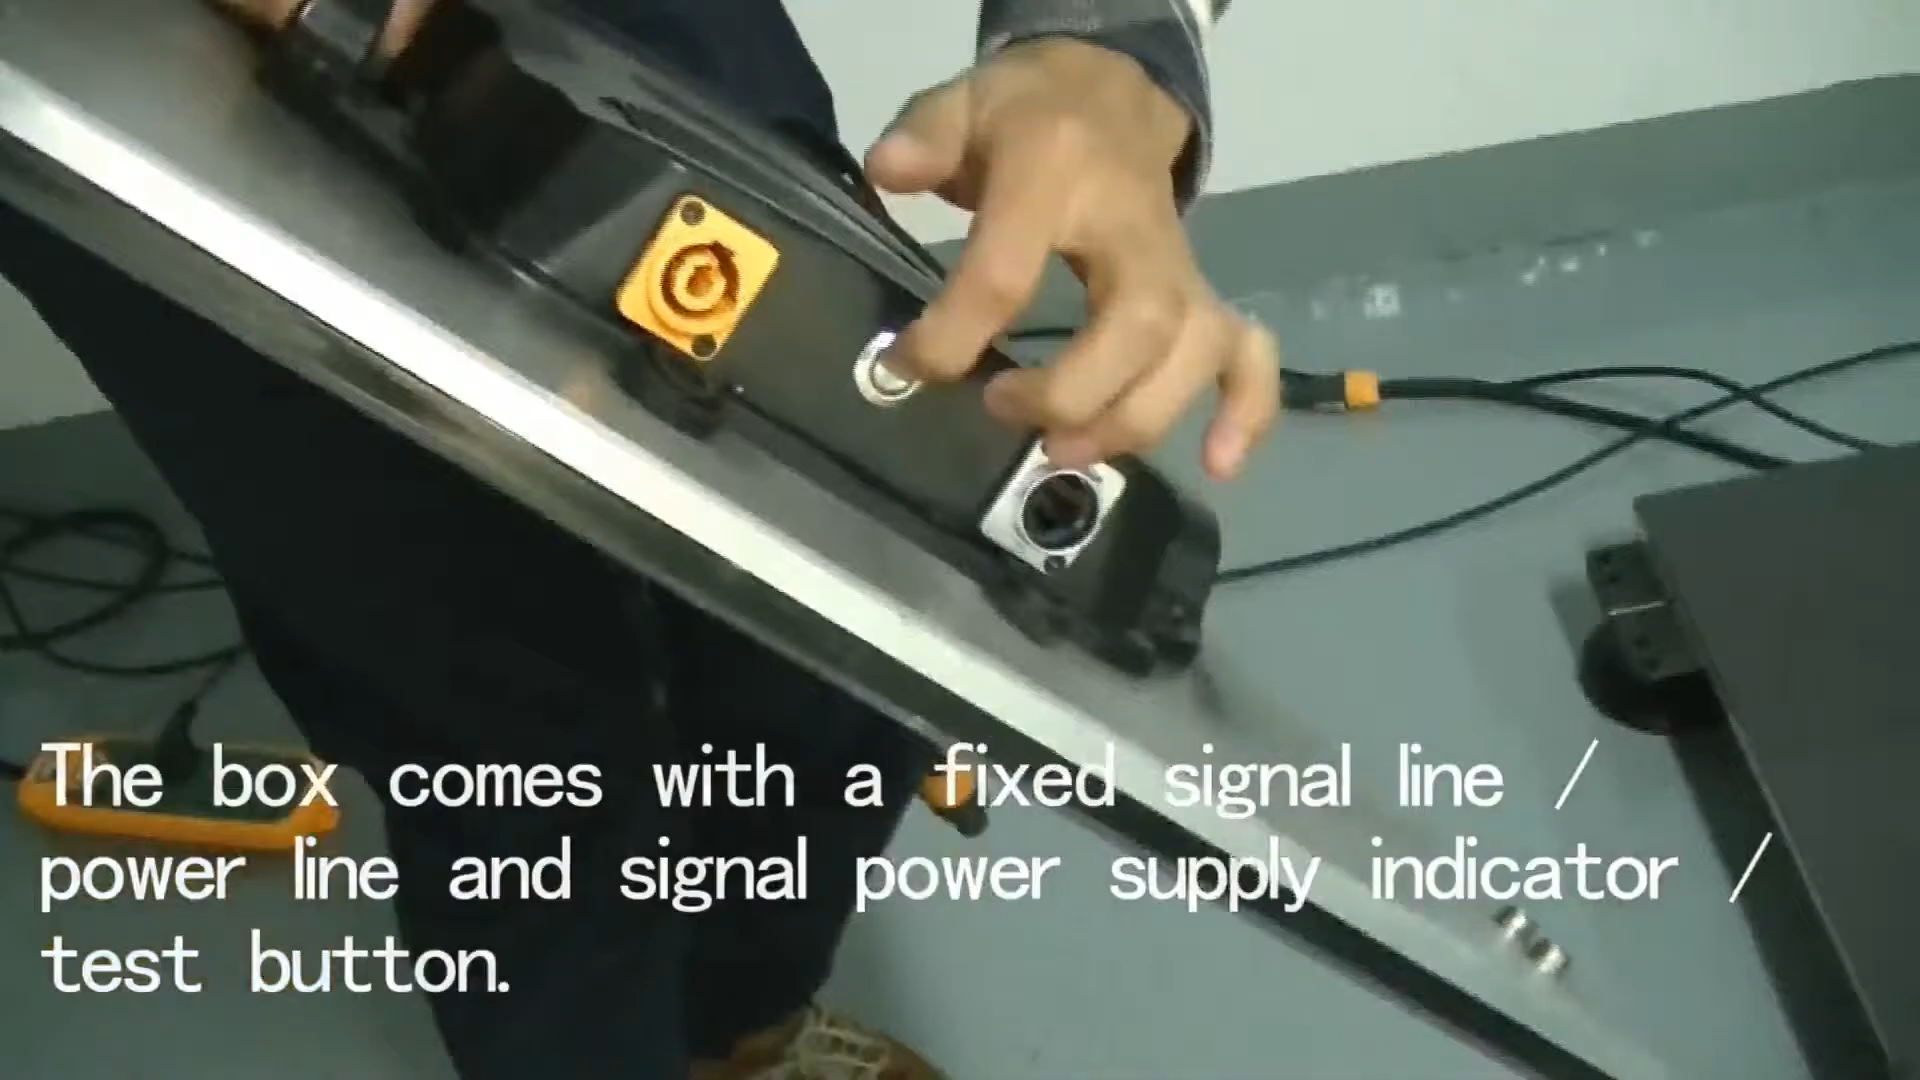 The box comes with a fixed signal line /
power line and signal power supply indicator /
test button.